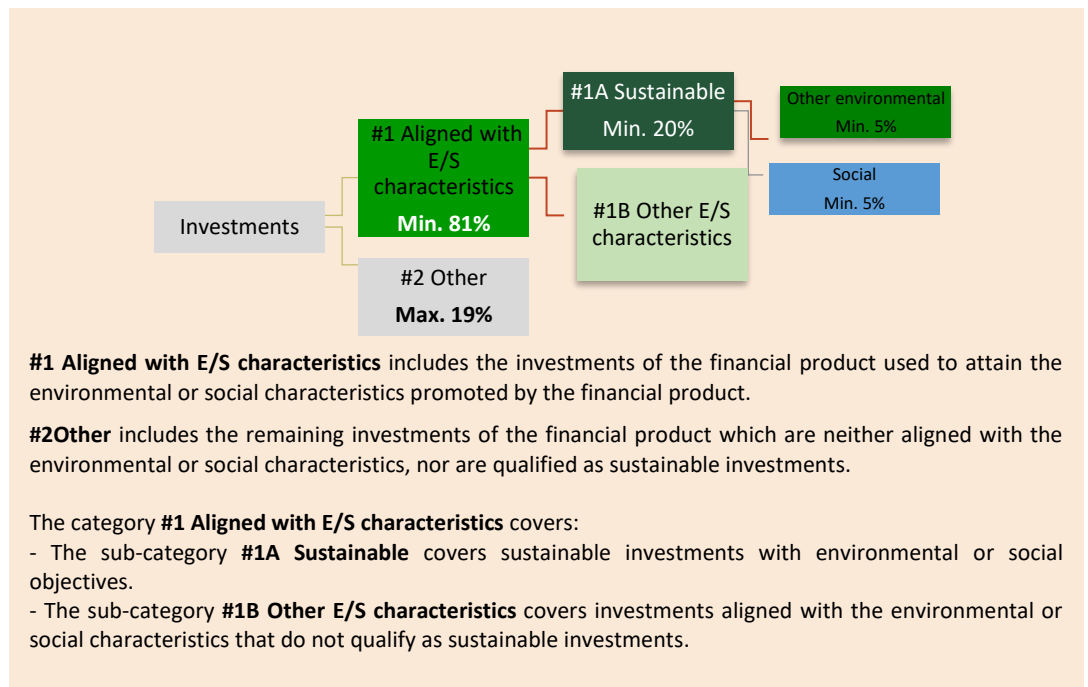 #1A Sustainable
Min. 20%
Other environmental
Min. 5%
#1 Aligned with
E/S
characteristics
Min. 81%
Social
Min. 5%
Investments
#1B Other E/S
characteristics
#2 Other
Max. 19%
#1 Aligned with E/S characteristics includes the investments of the financial product used to attain the
environmental or social characteristics promoted by the financial product.
#2Other includes the remaining investments of the financial product which are neither aligned with the
environmental or social characteristics, nor are qualified as sustainable investments.
The category #1 Aligned with E/S characteristics covers:
- The sub-category #1A Sustainable covers sustainable investments with environmental or social
objectives.
- The sub-category #1B Other E/S characteristics covers investments aligned with the environmental or
social characteristics that do not qualify as sustainable investments.